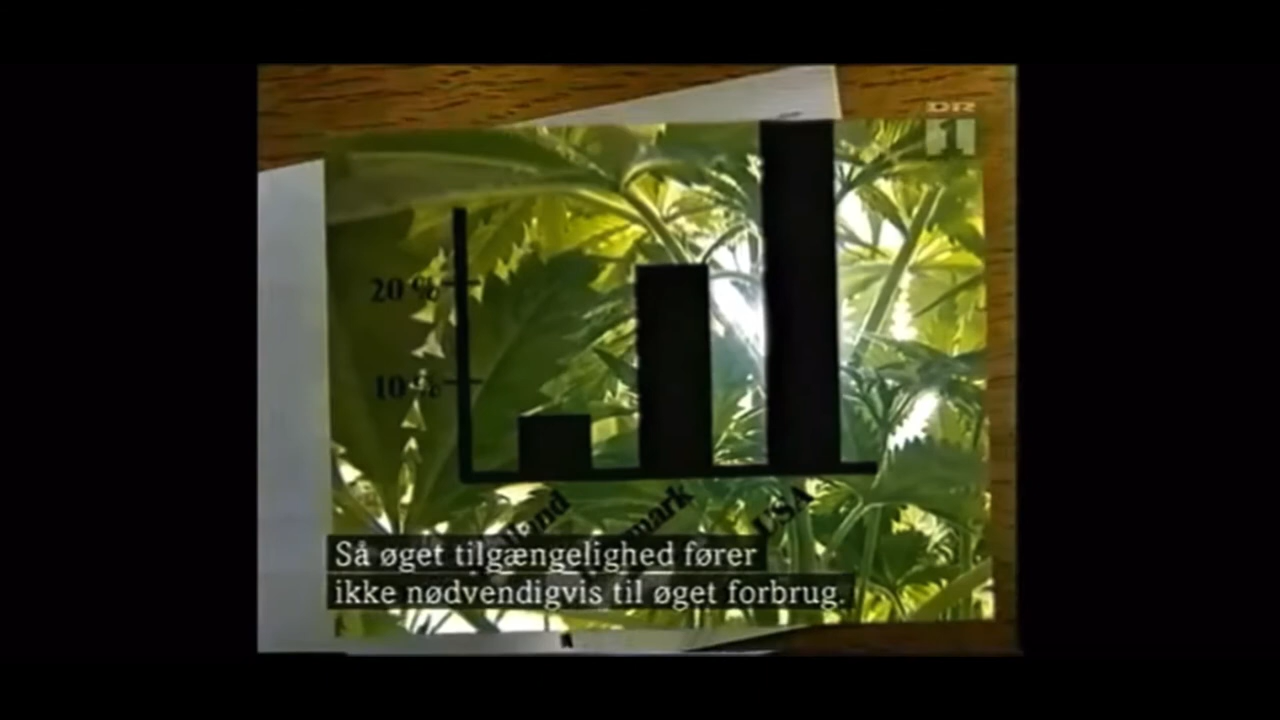 DR
1
20 %
10 %
USA
Så øget tilgængelighed fører
ikke nødvendigvis til øget forbrug.